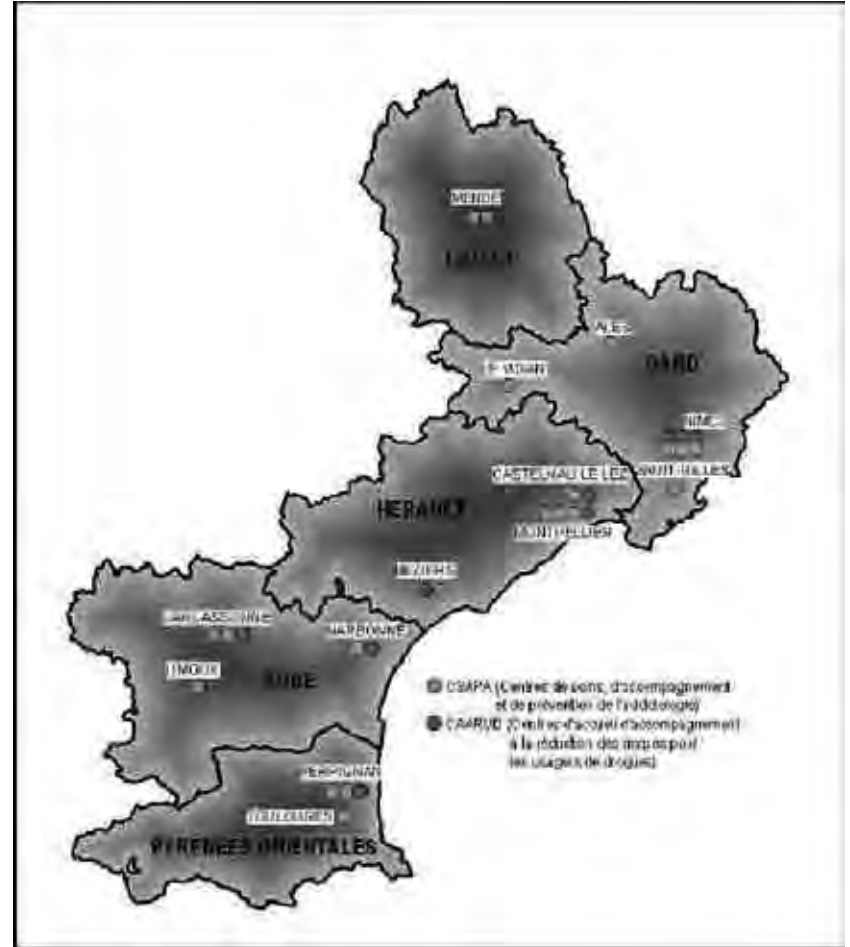 MENDE
LOZERE
ALES
LE VIGAN
GARD
NIMES
CASTELNAU LE LEZ
SAINT-GILLES
HERAULT
MONTPELLIER
BEZIERS
CARCASSONNE
NARBONNE
LIMOUX
AUDE
CSAPA (Centres de soins, d'accompagnement
et de prévention de l'addictologie)
CAARUD (Centres d'accueil d'accompagnement
à la réduction des risques pour
les usagers de drogues)
PERPIGNAN
TOULOUGES
PYRENEES ORIENTALES